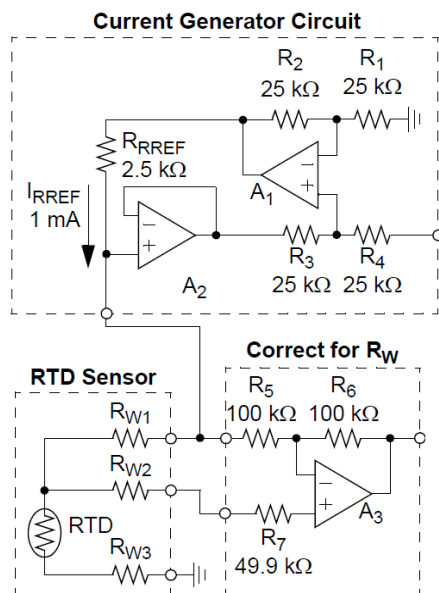 Current Generator Circuit
R2
25 kΩ
R1
25 kΩ
RRREF
2.5 kΩ
IRREF
1 mA
A1
A2
R3
25 kΩ
R4
25 kΩ
RTD Sensor
Correct for RW
RW1
RW2
RTD
RW3
R5
100 kΩ
R6
100 kΩ
A3
R7
49.9 kΩ